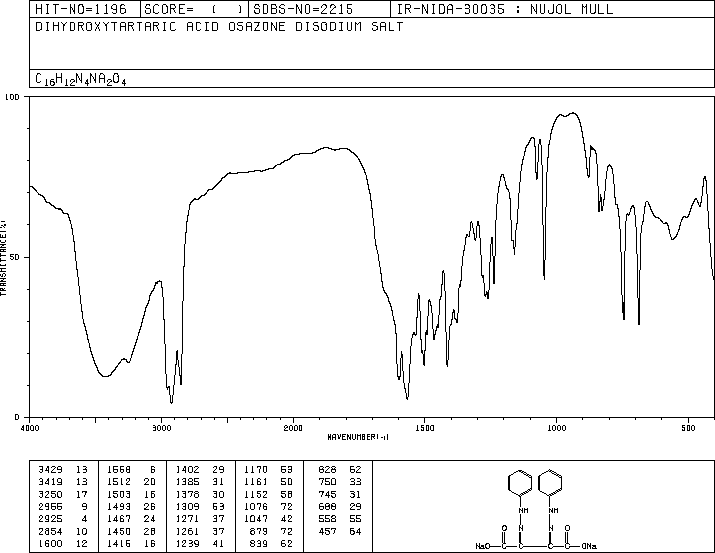 HIT-NO=1196 SCORE= ( ) SDBS-NO=2215 IR-NIDA-30035 : NUJOL MULL
DIHYDROXYTARTARIC ACID OSAZONE DISODIUM SALT
C16H12N4NA2O4
100
50
0
TRANSMITTANCE(%)
4000 3000 2000 1500 1000 500
WAVENUMBER(-1)
3429 13 1568 6 1402 29 1170 63 828 62
3419 13 1512 20 1385 31 1161 50 750 33
3250 17 1503 16 1378 30 1152 58 745 31
2955 9 1493 26 1309 53 1076 72 688 29
2925 4 1467 24 1271 37 1047 42 558 55
2854 10 1450 28 1261 37 879 72 457 64
1600 12 1416 16 1239 41 839 62
NH NH
O N N O
NaO-C-C-C-C-ONa